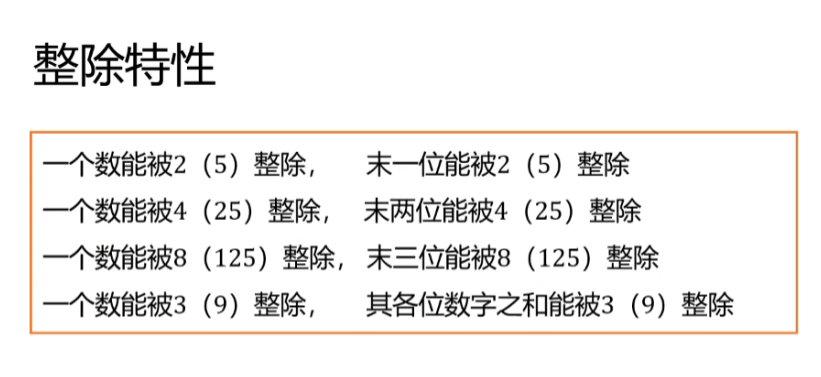 整除特性
一个数能被2（5）整除， 末一位能被2（5）整除
一个数能被4（25）整除， 末两位能被4（25）整除
一个数能被8（125）整除， 末三位能被8（125）整除
一个数能被3（9）整除， 其各位数字之和能被3（9）整除